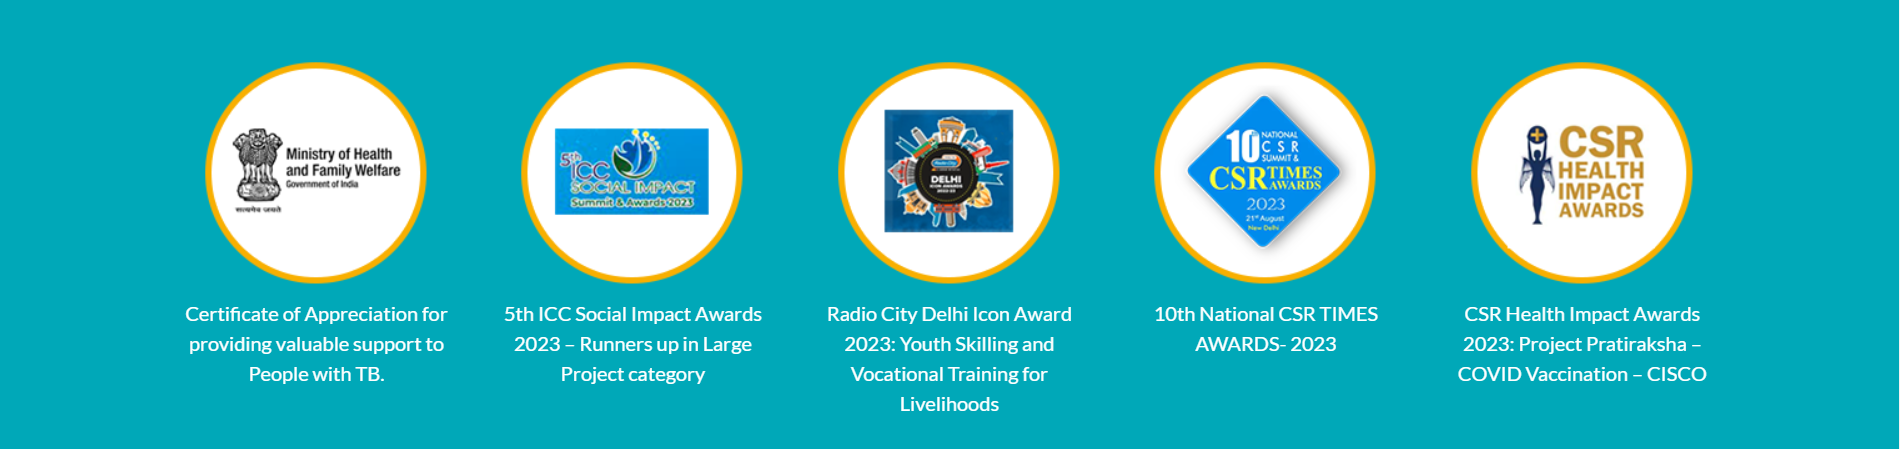 Ministry of Health
and Family Welfare
Government of India
सत्यमेव जयते
5th
ICC
SOCIAL IMPACT
Summit & Awards 2023
Radio City
DELHI
ICON AWARDS
10
NATIONAL
CSR
SUMMIT &
CSR TIMES
AWARDS
2023
21st August
New Delhi
CSR
HEALTH
IMPACT
AWARDS
Certificate of Appreciation for
providing valuable support to
People with TB.
5th ICC Social Impact Awards
2023 – Runners up in Large
Project category
Radio City Delhi Icon Award
2023: Youth Skilling and
Vocational Training for
Livelihoods
10th National CSR TIMES
AWARDS- 2023
CSR Health Impact Awards
2023: Project Pratiraksha –
COVID Vaccination – CISCO